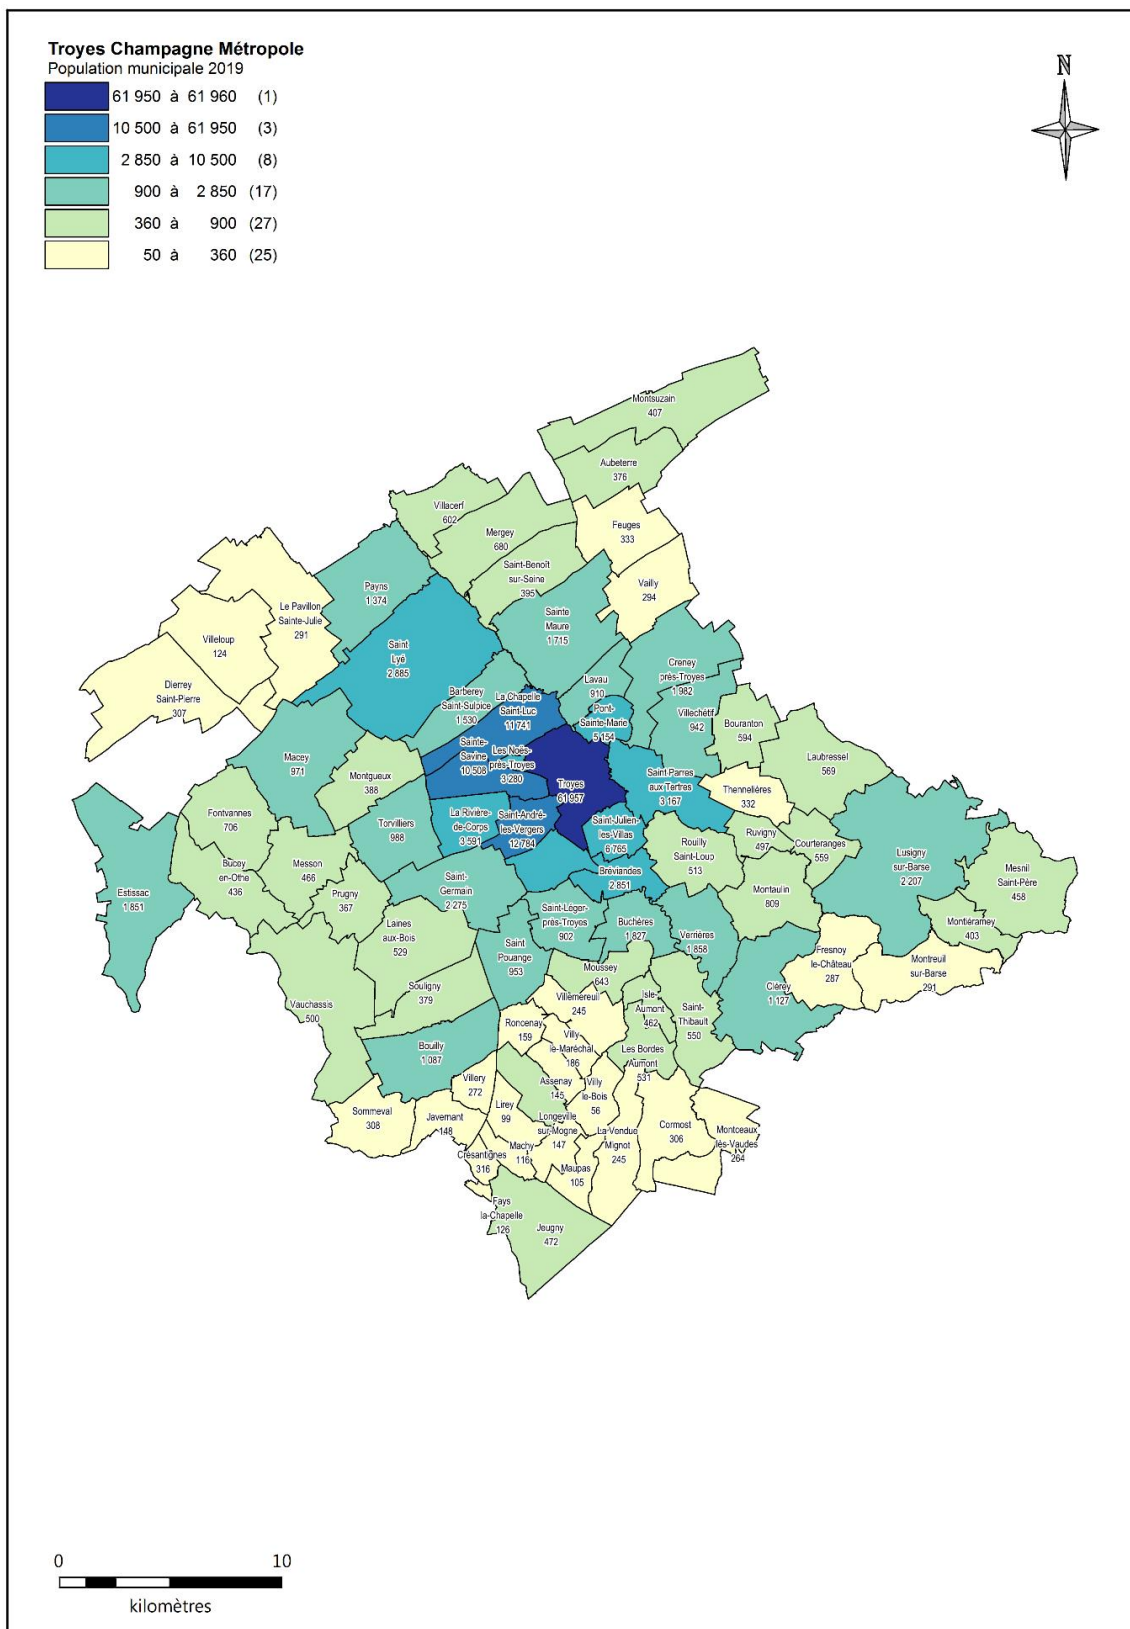 Troyes Champagne Métropole
Population municipale 2019
61 950 à 61 960 (1)
10 500 à 61 950 (3)
2 850 à 10 500 (8)
900 à 2 850 (17)
360 à 900 (27)
50 à 360 (25)
N
Montsuzain
407
Aubeterre
376
Villacerf
602
Mergey
680
Feuges
333
Saint-Benoît
sur-Seine
395
Vailly
294
Payns
1 374
Le Pavillon
Sainte-Julie
291
Sainte
Maure
1 715
Villeloup
124
Saint
Lyé
2 885
Dierrey
Saint-Pierre
307
Creney
près-Troyes
1 982
Lavau
910
Barberey
Saint-Sulpice
1 530
La Chapelle
Saint-Luc
11 741
Pont-
Sainte-Marie
5 154
Villechétif
942
Bouranton
594
Laubressel
569
Macey
971
Montgueux
388
Sainte-
Savine
10 508
Les Noës-
près-Troyes
3 280
Troyes
61 957
Saint-Parres
aux-Tertres
3 167
Thennelières
332
Fontvannes
706
Torvilliers
988
La Rivière-
de-Corps
3 591
Saint-André-
les-Vergers
12 784
Saint-Julien-
les-Villas
6 765
Rouilly
Saint-Loup
513
Ruvigny
497
Courteranges
559
Lusigny
sur-Barse
2 207
Mesnil
Saint-Père
458
Estissac
1 851
Bucey
en-Othe
436
Messon
466
Prugny
367
Saint-
Germain
2 275
Bréviandes
2 851
Montaulin
809
Laines
aux-Bois
529
Saint-Léger-
près-Troyes
902
Buchères
1 827
Verrières
1 858
Montiéramey
403
Saint
Pouange
953
Fresnoy
le-Château
287
Montreuil
sur-Barse
291
Moussey
643
Clérey
1 127
Souligny
379
Vauchassis
500
Villemereuil
245
Isle-
Aumont
462
Saint-
Thibault
550
Roncenay
159
Villy
le-Maréchal
186
Bouilly
1 087
Les Bordes
Aumont
531
Villery
272
Assenay
145
Villy
le-Bois
56
Sommeval
308
Javernant
148
Lirey
99
Longeville
sur-Mogne
147
La Vendue
Mignot
245
Cormost
306
Montceaux
lès-Vaudes
264
Crésantignes
316
Machy
116
Maupas
105
Fays
la-Chapelle
126
Jeugny
472
0 10
kilomètres